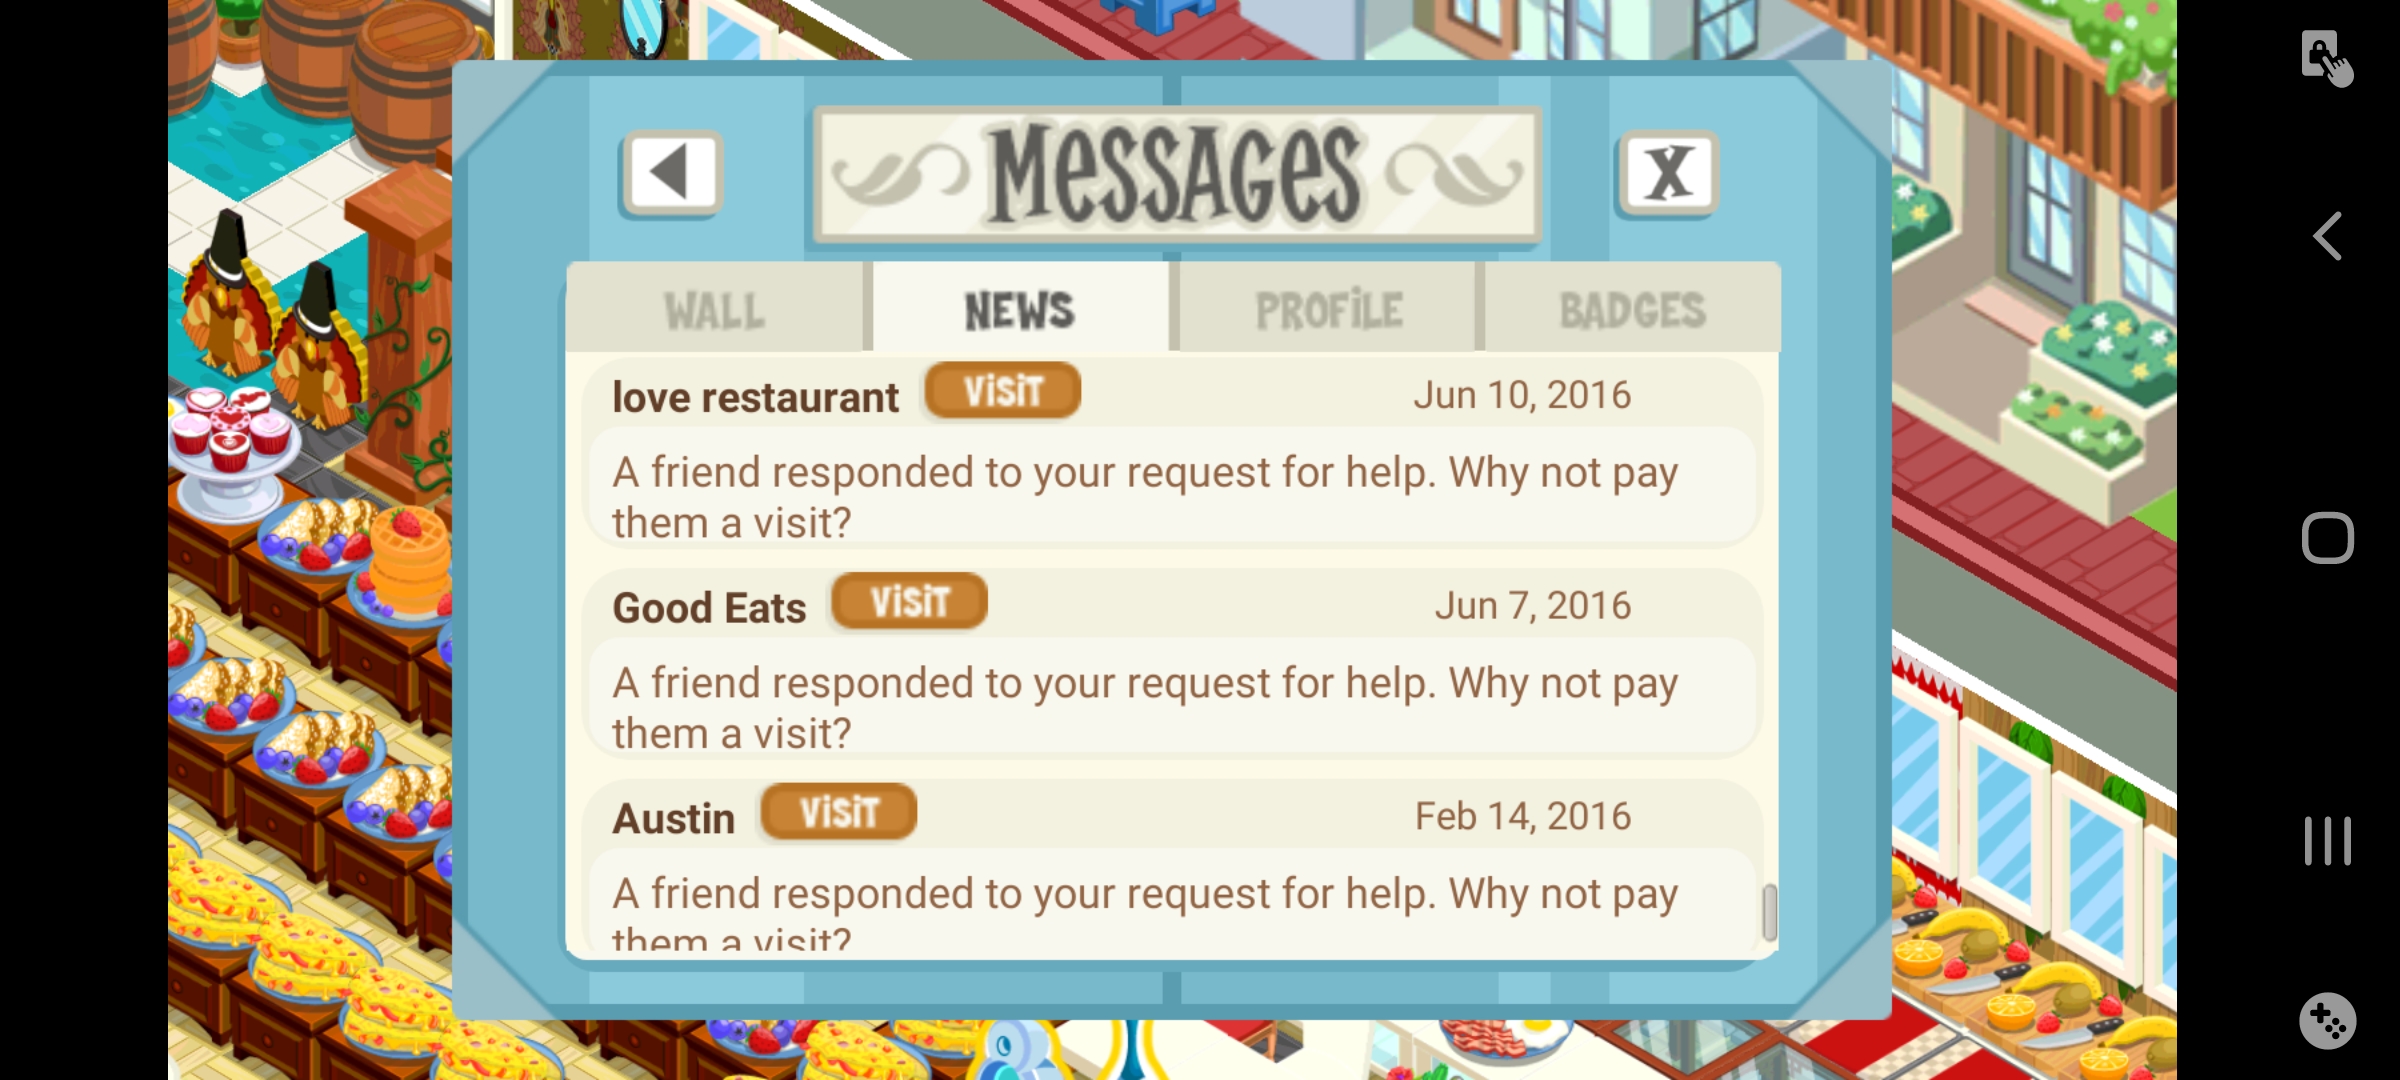 MESSAGES
X
WALL
NEWS
PROFILE
BADGES
love restaurant
VISIT
Jun 10, 2016
A friend responded to your request for help. Why not pay
them a visit?
Good Eats
VISIT
Jun 7, 2016
A friend responded to your request for help. Why not pay
them a visit?
Austin
VISIT
Feb 14, 2016
A friend responded to your request for help. Why not pay
them a visit?